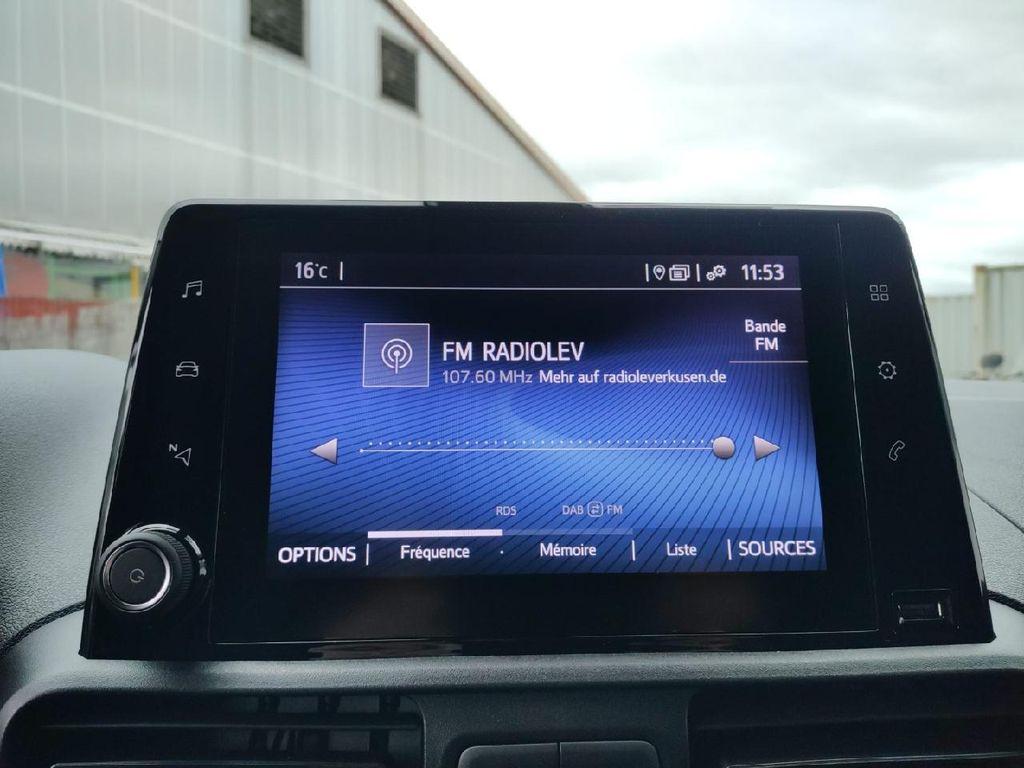 16°C 11:53
Bande
FM
FM RADIOLEV
107.60 MHz Mehr auf radioleverkusen.de
RDS DAB FM
OPTIONS Fréquence Mémoire Liste SOURCES
N